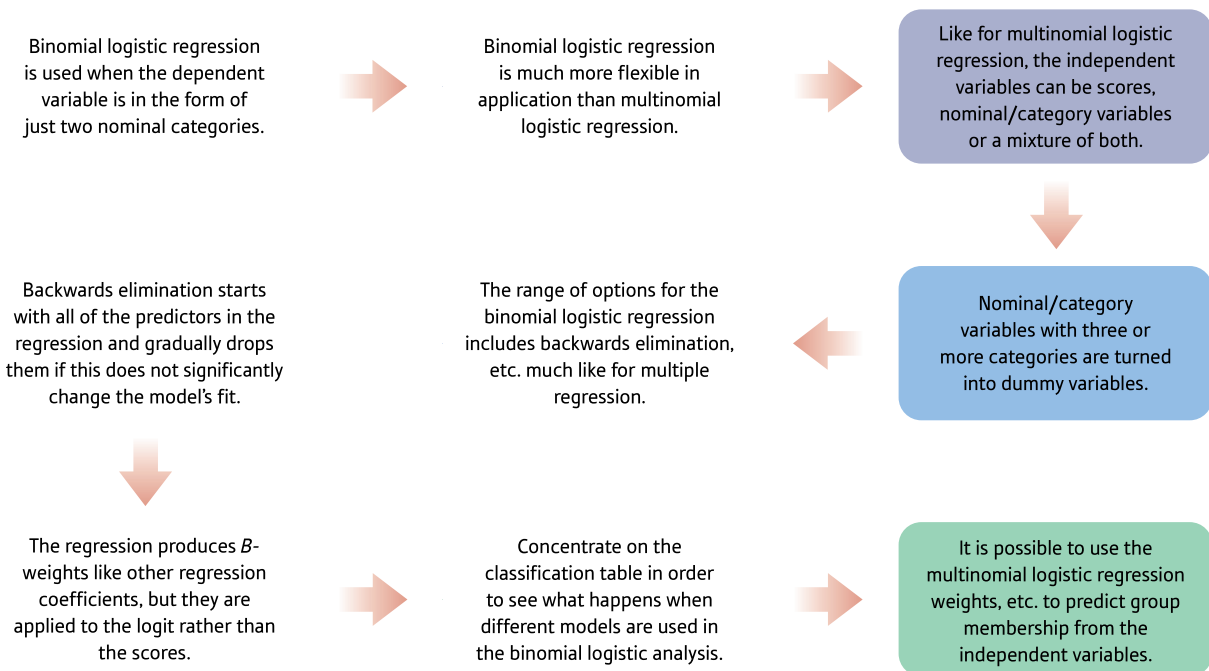 Binomial logistic regression
is used when the dependent
variable is in the form of
just two nominal categories.
Binomial logistic regression
is much more flexible in
application than multinomial
logistic regression.
Like for multinomial logistic
regression, the independent
variables can be scores,
nominal/category variables
or a mixture of both.
Nominal/category
variables with three or
more categories are turned
into dummy variables.
The range of options for the
binomial logistic regression
includes backwards elimination,
etc. much like for multiple
regression.
Backwards elimination starts
with all of the predictors in the
regression and gradually drops
them if this does not significantly
change the model’s fit.
The regression produces B-
weights like other regression
coefficients, but they are
applied to the logit rather than
the scores.
Concentrate on the
classification table in order
to see what happens when
different models are used in
the binomial logistic analysis.
It is possible to use the
multinomial logistic regression
weights, etc. to predict group
membership from the
independent variables.